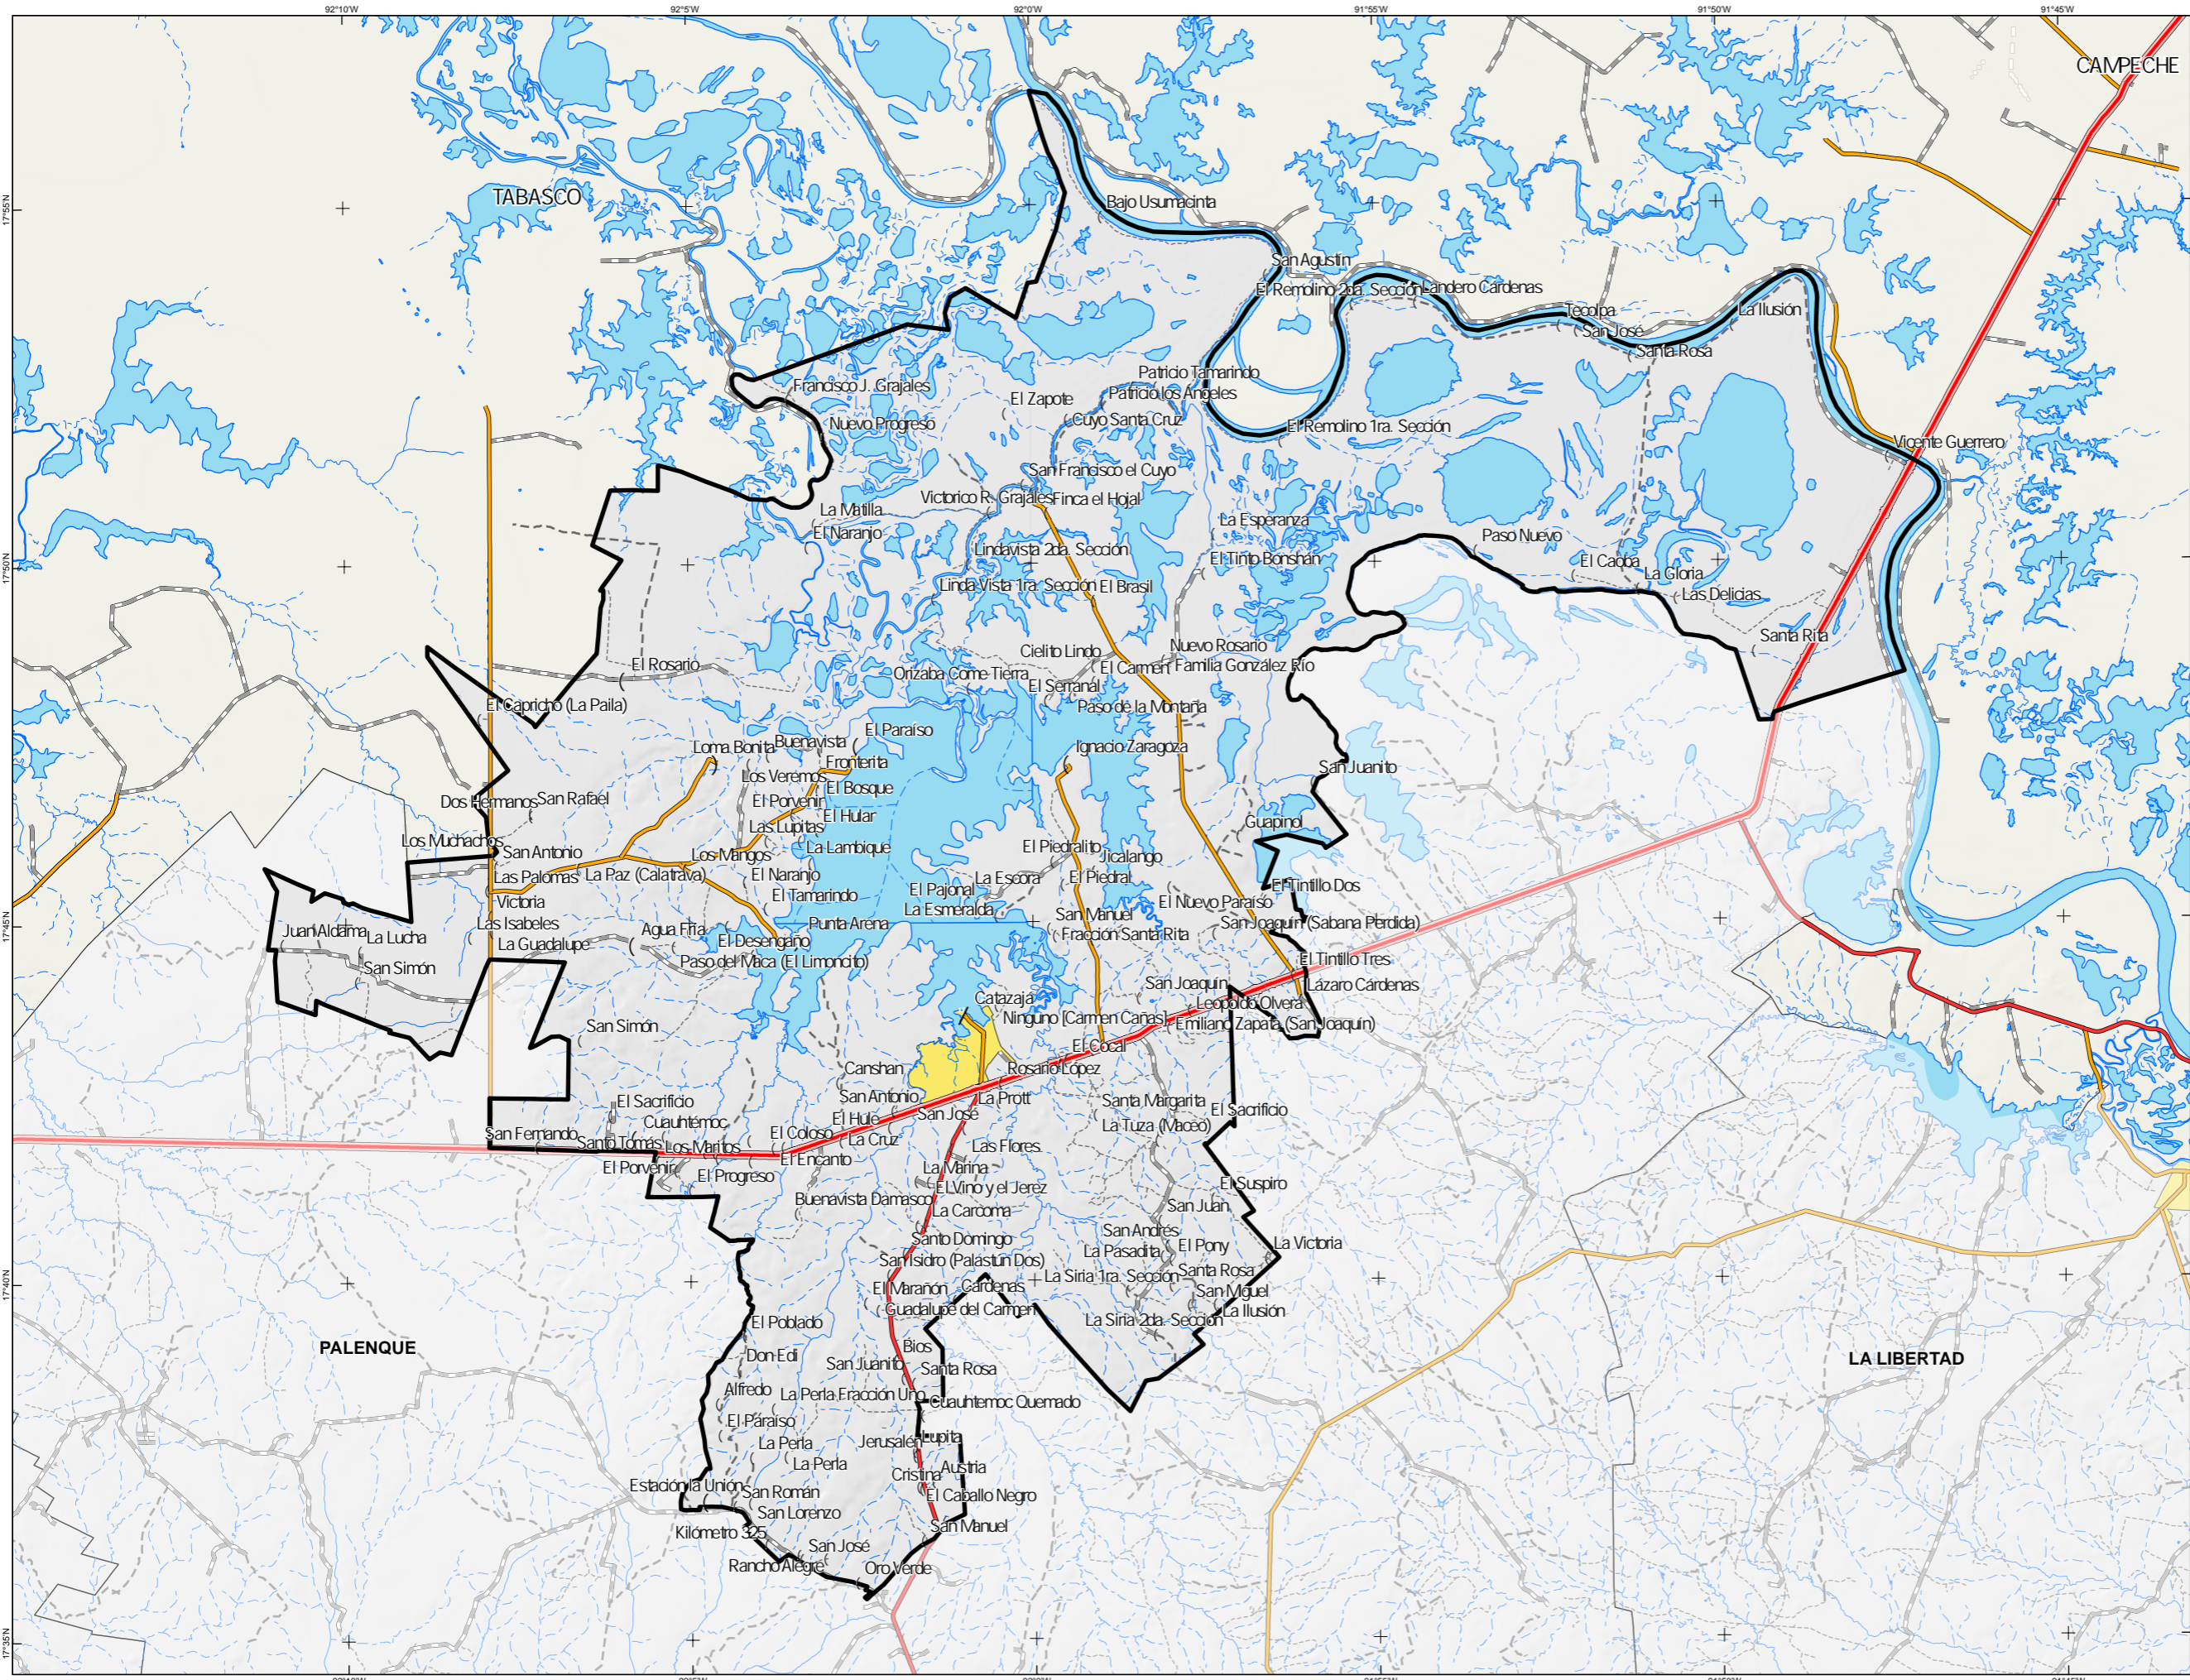 92°10'W
92°5'W
92°0'W
91°55'W
91°50'W
91°45'W
CAMPECHE
TABASCO
17°55'N
Bajo Usumacinta
San Agustín
El Remolino 2da. Sección
Landero Cárdenas
Tecolpa
La Ilusión
San José
Santa Rosa
Patricio Tamarindo
Francisco J. Grajales
Patricio los Ángeles
El Zapote
Cuyo Santa Cruz
Nuevo Progreso
El Remolino 1ra. Sección
Vicente Guerrero
San Francisco el Cuyo
Victorico R. Grajales
Finca el Hojal
La Matilla
La Esperanza
El Naranjo
Paso Nuevo
Lindavista 2da. Sección
El Tinto Bonshán
El Caoba
17°50'N
La Gloria
Linda Vista 1ra. Sección
El Brasil
Las Delicias
Santa Rita
Nuevo Rosario
Cielito Lindo
El Rosario
El Carmen
Familia González Río
Orizaba Come Tierra
El Serranal
El Capricho (La Paila)
Paso de la Montaña
El Paraíso
Loma Bonita
Buenavista
Ignacio Zaragoza
Fronterita
San Juanito
Los Veremos
El Bosque
Dos Hermanos
San Rafael
El Porvenir
El Hular
Guapinol
Las Lupitas
Los Muchachos
La Lambique
El Piedralito
San Antonio
Los Mangos
Jicalango
Las Palomas
La Paz (Calatrava)
El Naranjo
La Escora
El Piedral
El Pajonal
El Tintillo Dos
El Tamarindo
Victoria
La Esmeralda
El Nuevo Paraíso
San Manuel
17°45'N
Las Isabeles
Punta Arena
San Joaquín (Sabana Perdida)
Juan Aldama
La Lucha
Agua Fría
Fracción Santa Rita
La Guadalupe
El Desengaño
Paso del Maca (El Limoncito)
El Tintillo Tres
San Simón
San Joaquín
Lázaro Cárdenas
Catazajá
Leopoldo Olvera
Ninguno [Carmen Cañas]
Emiliano Zapata (San Joaquín)
San Simón
El Cocal
Canshan
Rosario López
San Antonio
La Prott
El Sacrificio
Santa Margarita
El Sacrificio
El Hule
San José
Cuauhtémoc
La Tuza (Maceo)
San Fernando
El Coloso
La Cruz
Santo Tomás
Los Maritos
Las Flores
El Encanto
El Porvenir
La Marina
El Progreso
El Vino y el Jerez
El Suspiro
Buenavista Damasco
La Carcoma
San Juan
San Andrés
Santo Domingo
La Pasadita
El Pony
La Victoria
San Isidro (Palastún Dos)
Santa Rosa
La Siria 1ra. Sección
17°40'N
El Marañón
Cárdenas
San Miguel
Guadalupe del Carmen
La Ilusión
El Poblado
La Siria 2da. Sección
PALENQUE
Bios
LA LIBERTAD
Don Edi
San Juanito
Santa Rosa
Alfredo
La Perla Fracción Uno
Cuauhtemoc Quemado
El Paraíso
La Perla
Jerusalén
Lupita
La Perla
Cristina
Austria
Estación la Unión
San Román
El Caballo Negro
San Lorenzo
Kilómetro 325
San Manuel
San José
Rancho Alegre
Oro Verde
17°35'N